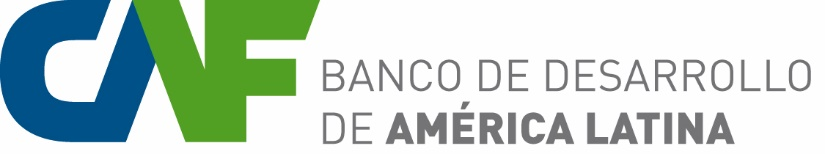 CAF
BANCO DE DESARROLLO
DE AMÉRICA LATINA